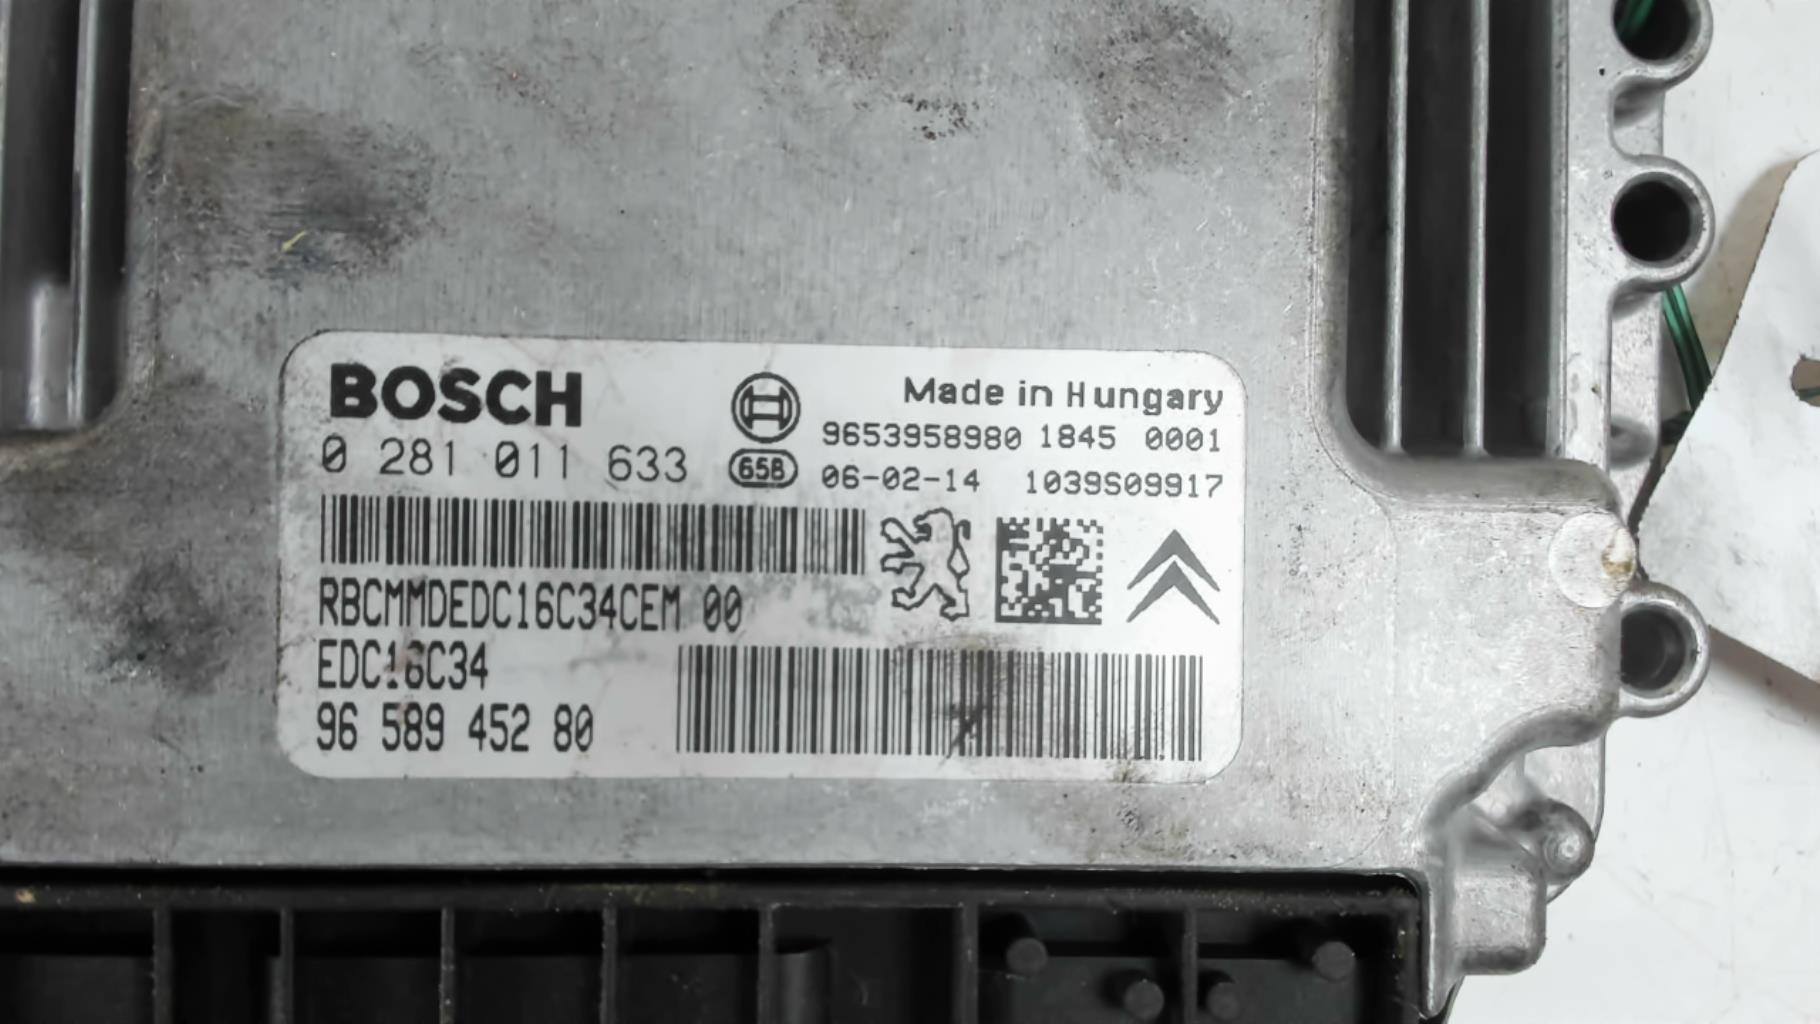 BOSCH
Made in Hungary
0 281 011 633
9653958980 1845 0001
65B
06-02-14 1039S09917
RBCMMDEDC16C34CEM 00
EDC16C34
96 589 452 80